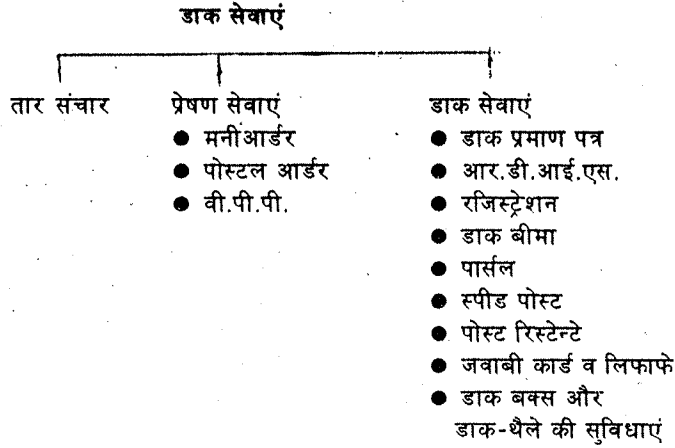 डाक सेवाएं
तार संचार
प्रेषण सेवाएं
● मनीआर्डर
● पोस्टल आर्डर
● वी.पी.पी.
डाक सेवाएं
● डाक प्रमाण पत्र
● आर.डी.आई.एस.
● रजिस्ट्रेशन
● डाक बीमा
● पार्सल
● स्पीड पोस्ट
● पोस्ट रिस्टेन्टे
● जवाबी कार्ड व लिफाफे
● डाक बक्स और
डाक-थैले की सुविधाएं